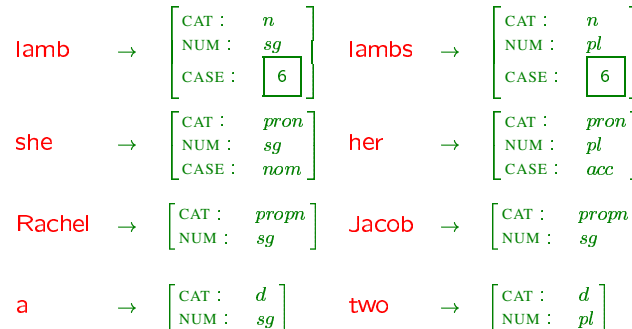 lamb → [CAT : n NUM : sg CASE : 6] lambs → [CAT : n NUM : pl CASE : 6]
she → [CAT : pron NUM : sg CASE : nom] her → [CAT : pron NUM : pl CASE : acc]
Rachel → [CAT : propn NUM : sg] Jacob → [CAT : propn NUM : sg]
a → [CAT : d NUM : sg] two → [CAT : d NUM : pl]